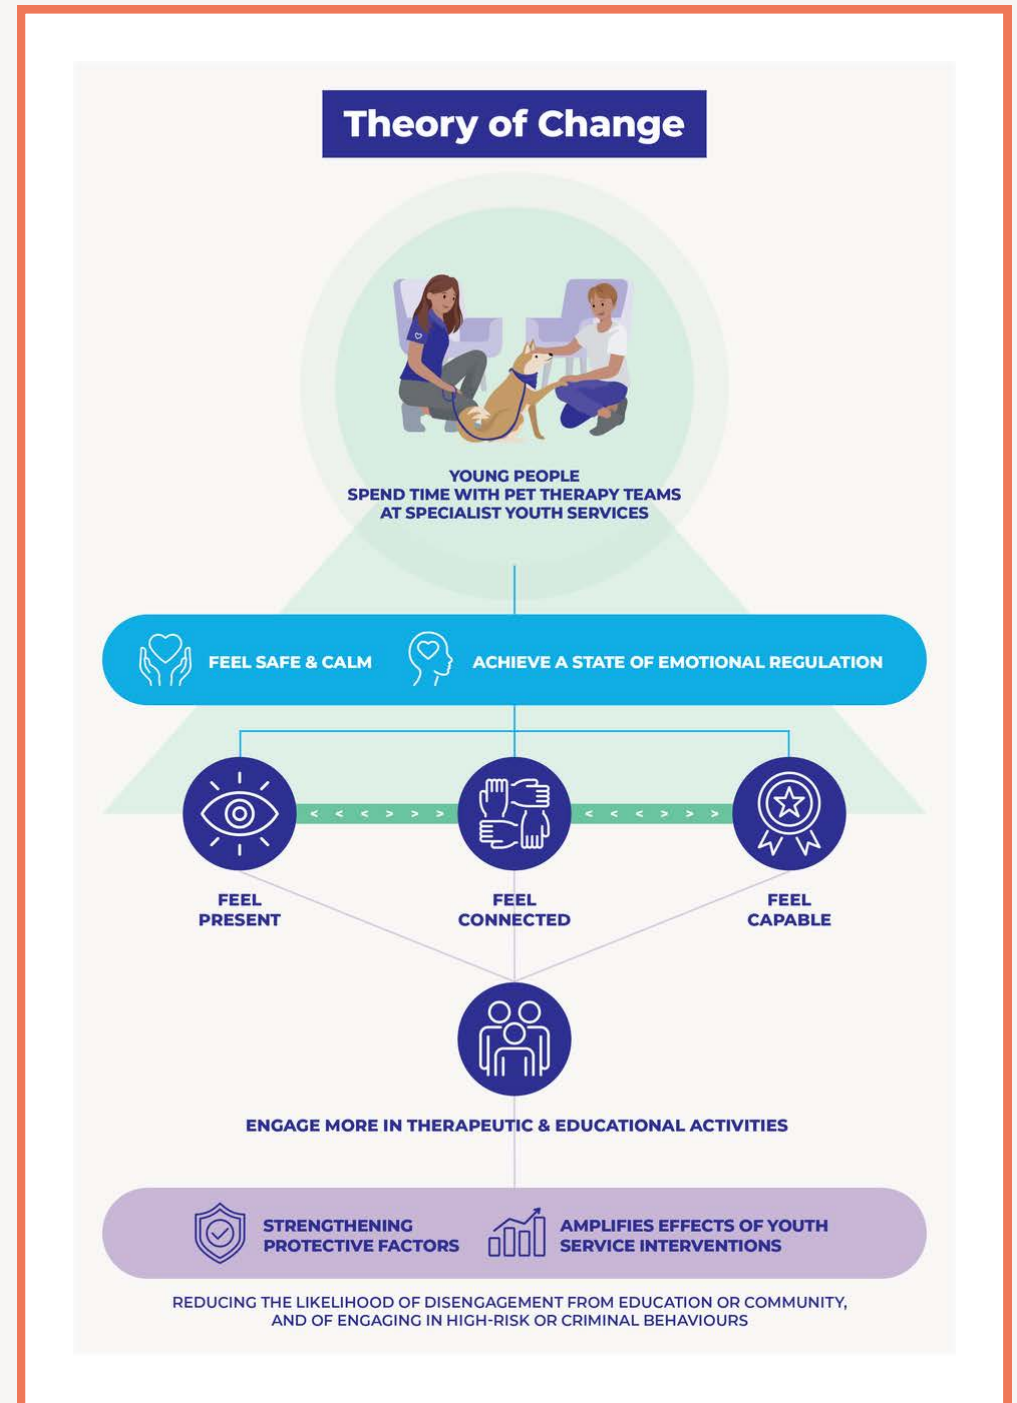 Theory of Change
YOUNG PEOPLE
SPEND TIME WITH PET THERAPY TEAMS
AT SPECIALIST YOUTH SERVICES
FEEL SAFE & CALM
ACHIEVE A STATE OF EMOTIONAL REGULATION
< < < > > >
< < < > > >
FEEL
PRESENT
FEEL
CONNECTED
FEEL
CAPABLE
ENGAGE MORE IN THERAPEUTIC & EDUCATIONAL ACTIVITIES
STRENGTHENING
PROTECTIVE FACTORS
AMPLIFIES EFFECTS OF YOUTH
SERVICE INTERVENTIONS
REDUCING THE LIKELIHOOD OF DISENGAGEMENT FROM EDUCATION OR COMMUNITY,
AND OF ENGAGING IN HIGH-RISK OR CRIMINAL BEHAVIOURS